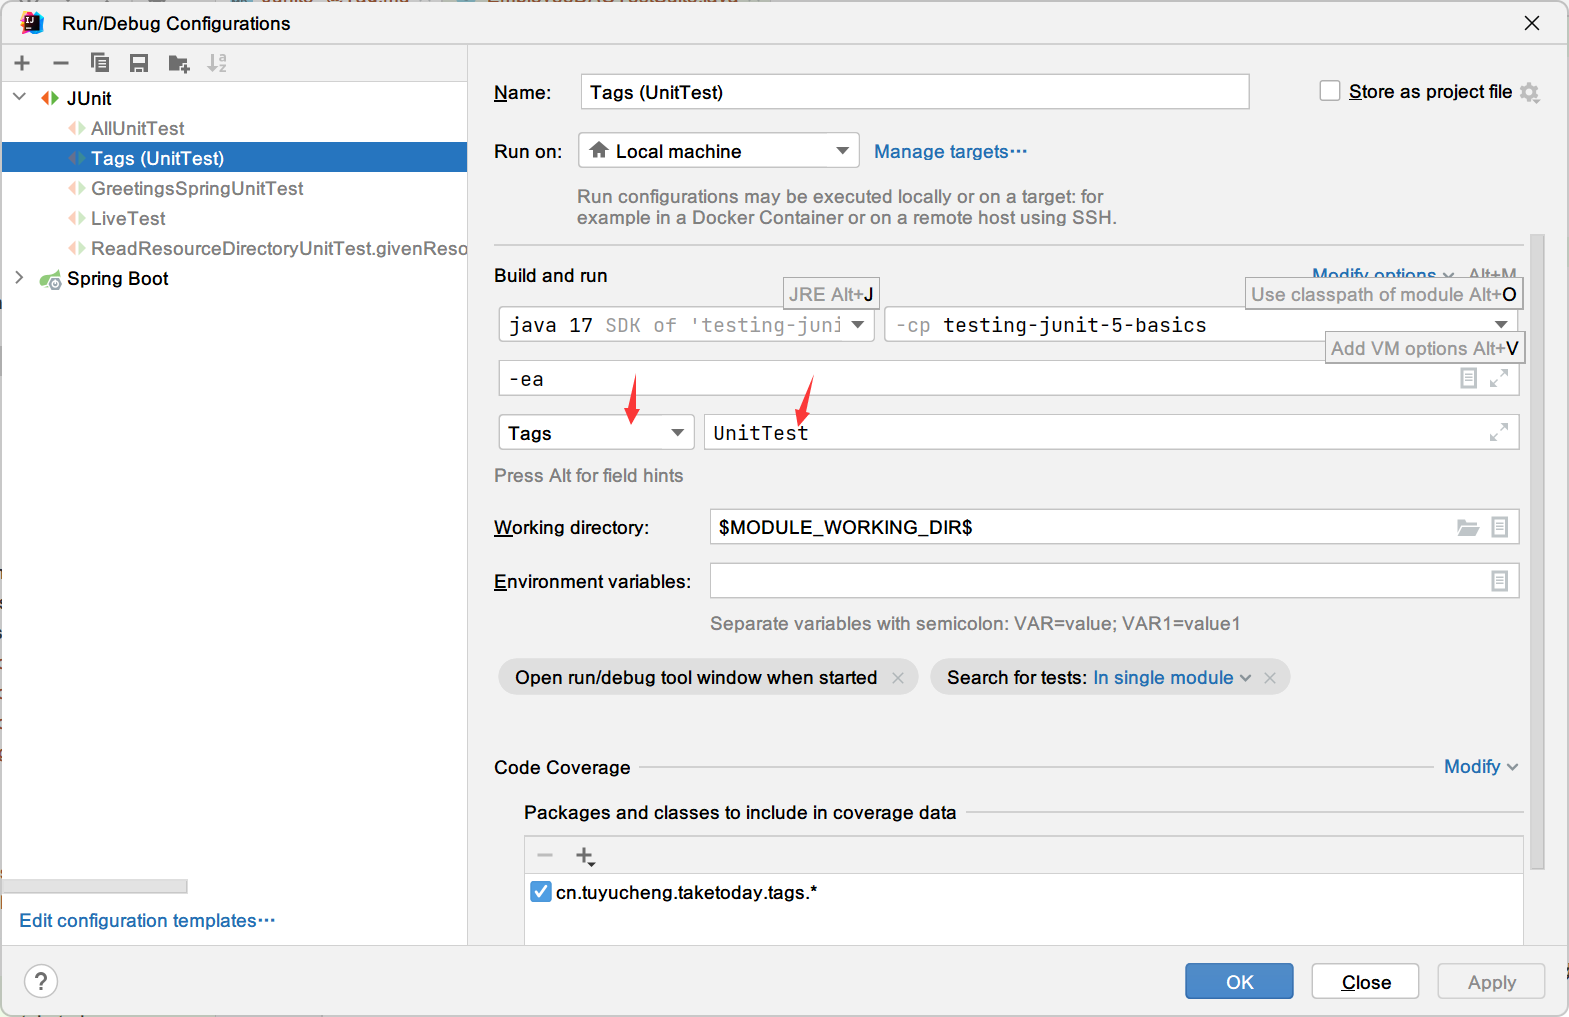 Run/Debug Configurations
JUnit
AllUnitTest
Tags (UnitTest)
GreetingsSpringUnitTest
LiveTest
ReadResourceDirectoryUnitTest.givenReso
Spring Boot
Edit configuration templates...
Name: Tags (UnitTest)
Store as project file
Run on: Local machine
Manage targets...
Run configurations may be executed locally or on a target: for
example in a Docker Container or on a remote host using SSH.
Build and run
Modify options Alt+M
JRE Alt+J
Use classpath of module Alt+O
java 17 SDK of 'testing-juni
-cp testing-junit-5-basics
Add VM options Alt+V
-ea
Tags
UnitTest
Press Alt for field hints
Working directory: $MODULE_WORKING_DIR$
Environment variables:
Separate variables with semicolon: VAR=value; VAR1=value1
Open run/debug tool window when started
Search for tests: In single module
Code Coverage
Modify
Packages and classes to include in coverage data
cn.tuyucheng.taketoday.tags.*
?
OK
Close
Apply